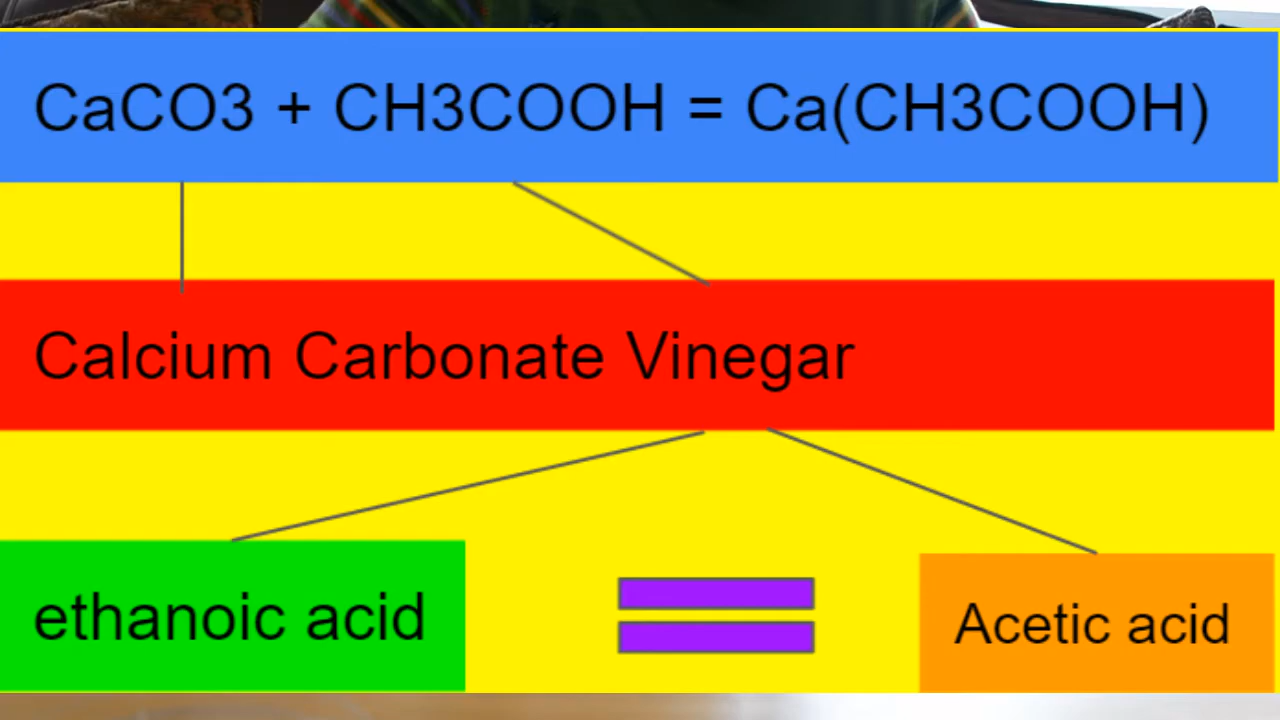 CaCO3 + CH3COOH = Ca(CH3COOH)
Calcium Carbonate Vinegar
ethanoic acid
Acetic acid